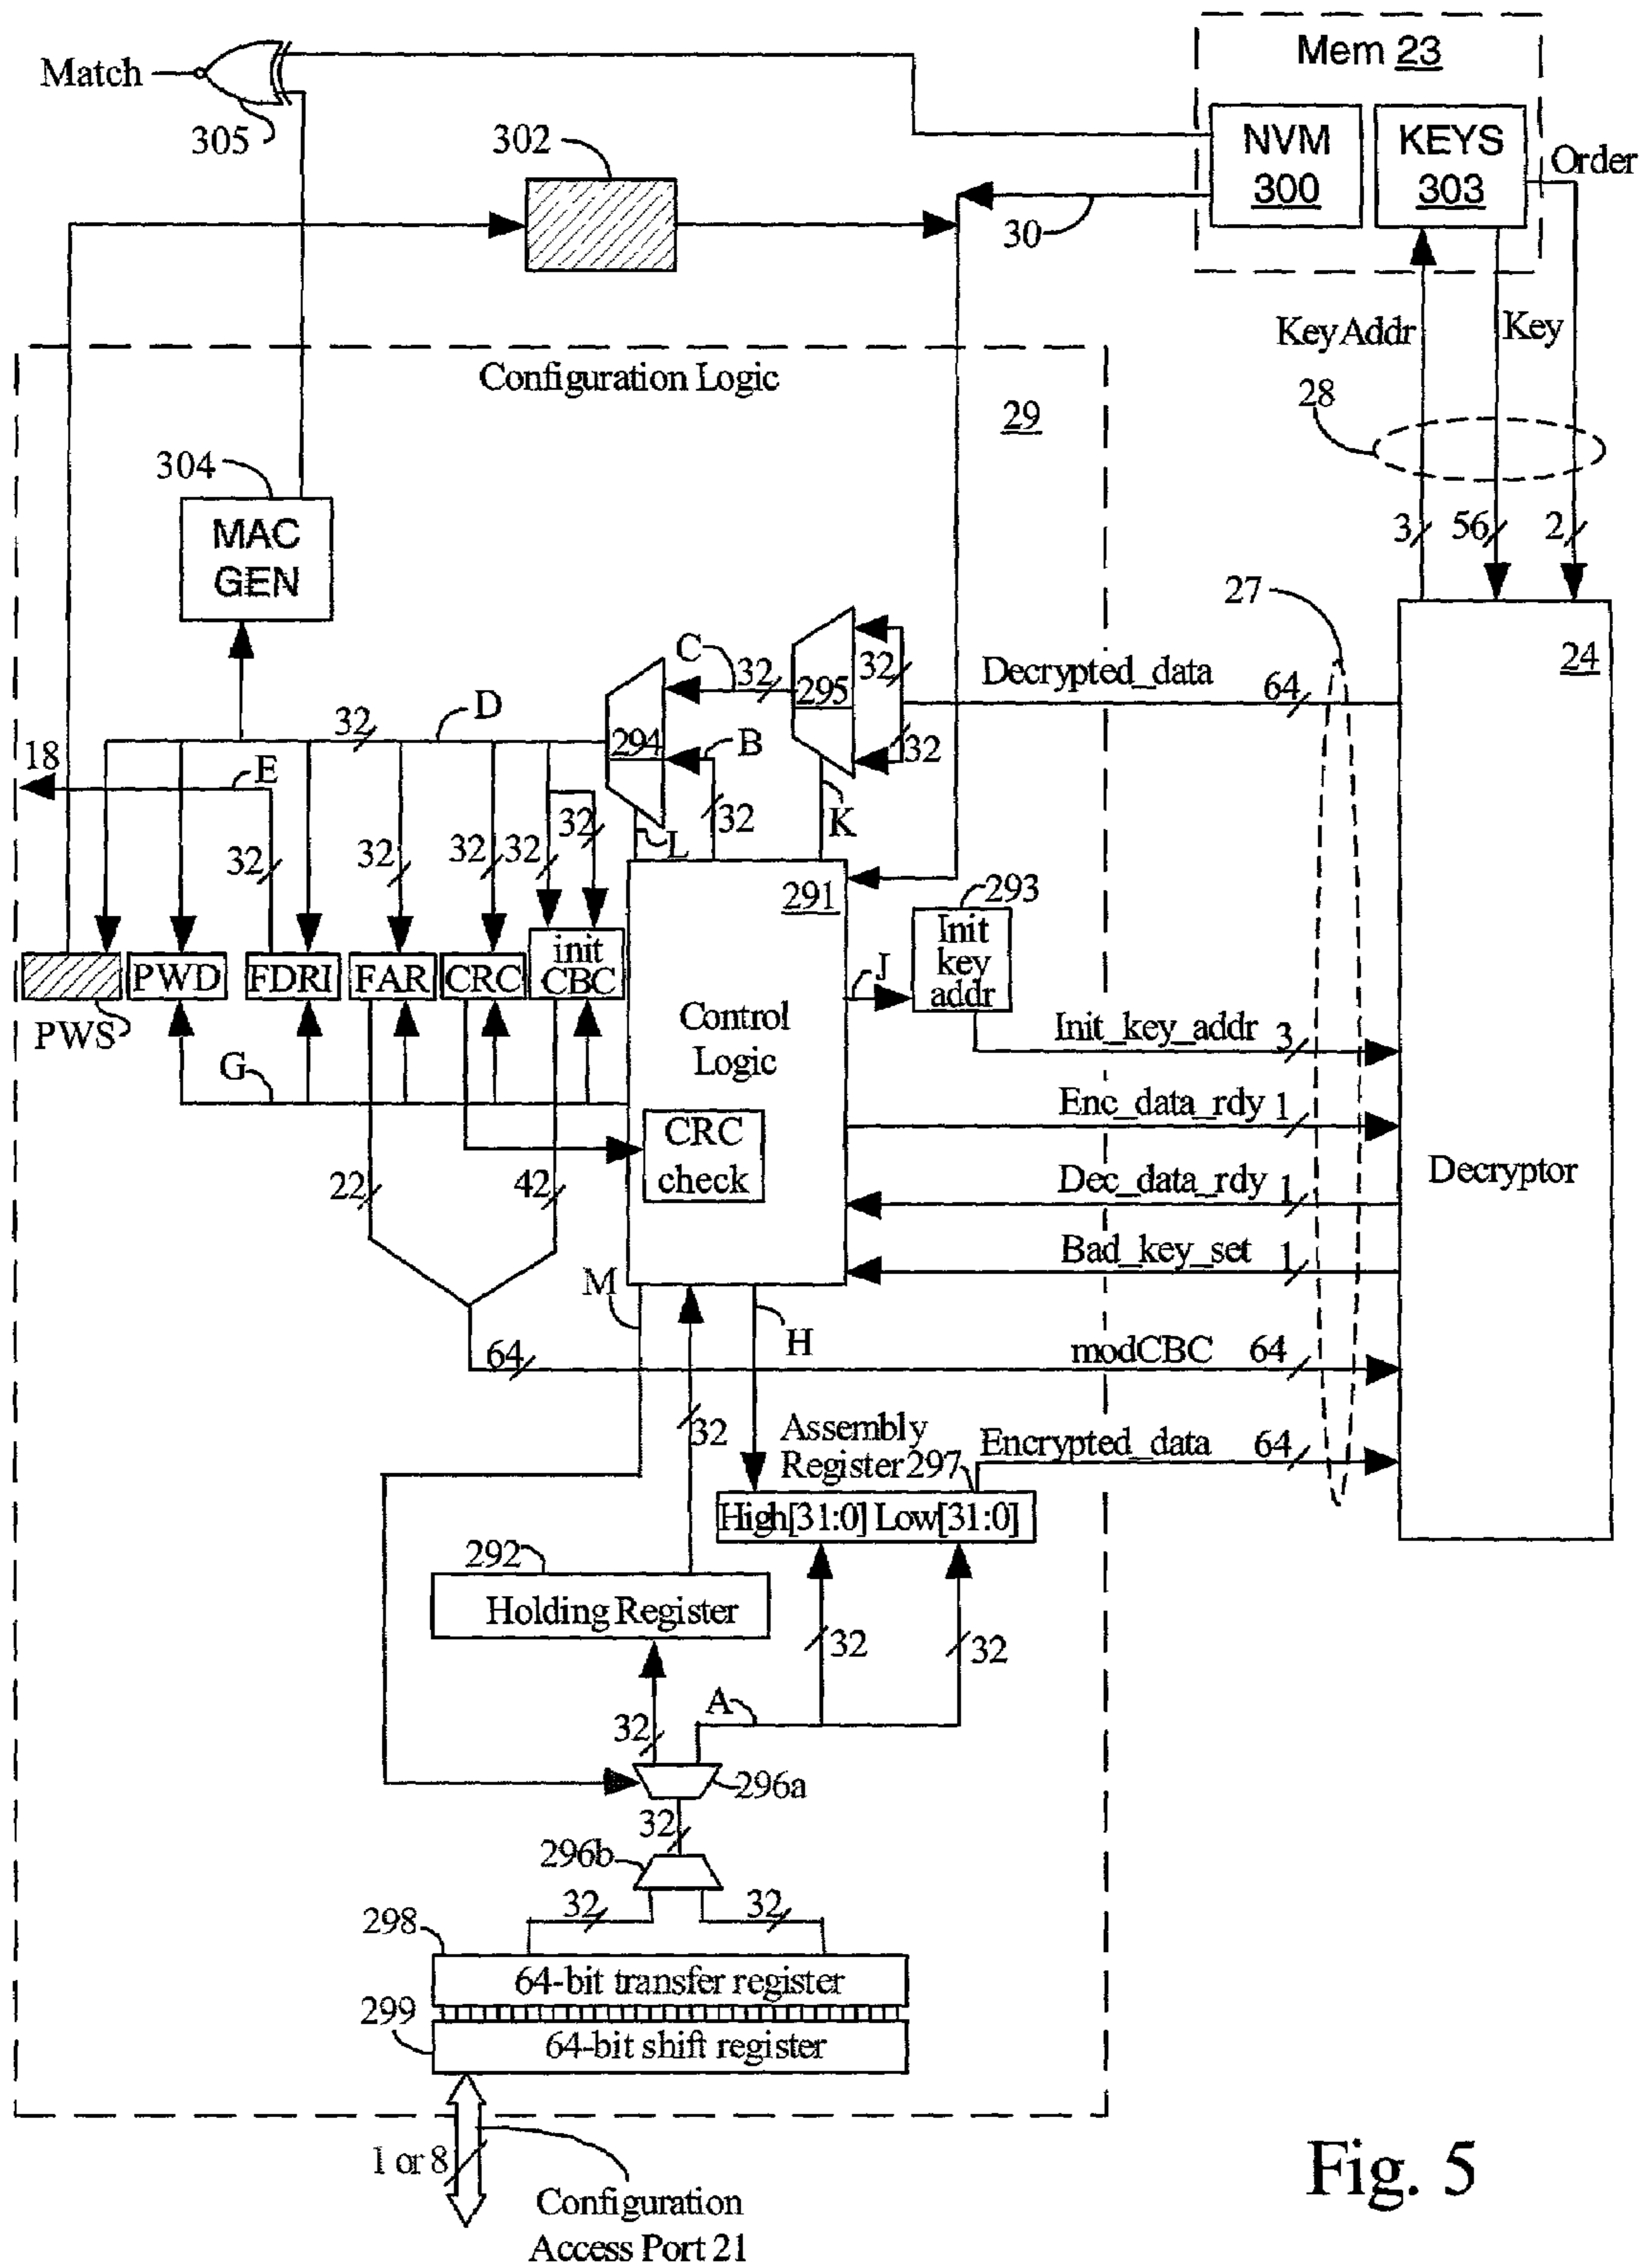 Mem 23
Match
305
302
NVM
300
KEYS
303
Order
30
KeyAddr
Key
28
Configuration Logic
29
304
MAC
GEN
3
56
2
27
24
C
32
295
32
Decrypted_data
64
D
32
294
B
32
18
E
32
K
L
32
32
32
32
32
291
293
Init
key
addr
J
PWD
FDRI
FAR
CRC
init
CBC
PWS
Control
Logic
Init_key_addr 3
G
Enc_data_rdy 1
CRC
check
22
42
Dec_data_rdy 1
Decryptor
Bad_key_set 1
M
H
64
modCBC 64
32
Assembly
Register 297
Encrypted_data 64
High[31:0] Low[31:0]
292
Holding Register
32
32
A
32
296a
32
296b
32
32
298
64-bit transfer register
299
64-bit shift register
1 or 8
Configuration
Access Port 21
Fig. 5